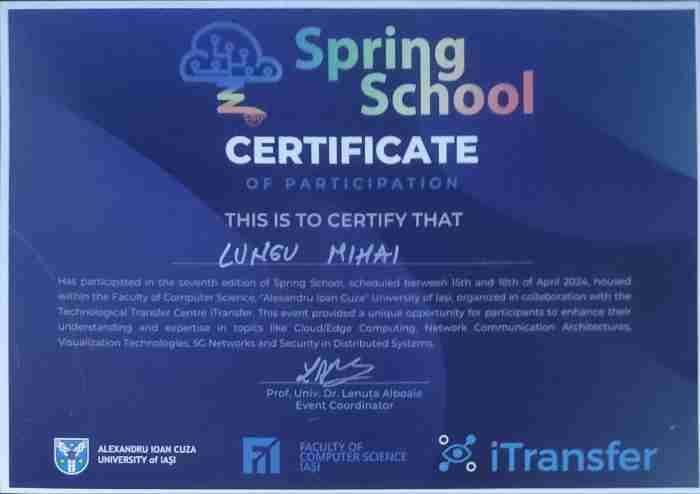 Spring
School
CERTIFICATE
OF PARTICIPATION
THIS IS TO CERTIFY THAT
LUNGU MIHAI
Has participated in the seventh edition of Spring School, scheduled between 15th and 18th of April 2024, housed
within the Faculty of Computer Science, "Alexandru Ioan Cuza" University of Iasi, organized in collaboration with the
Technological Transfer Centre iTransfer. This event provided a unique opportunity for participants to enhance their
understanding and expertise in topics like Cloud/Edge Computing, Network Communication Architectures,
Visualization Technologies, 5G Networks and Security in Distributed Systems.
Prof. Univ. Dr. Lenuta Alboaie
Event Coordinator
ALEXANDRU IOAN CUZA
UNIVERSITY of IAȘI
FACULTY OF
COMPUTER SCIENCE
IAȘI
iTransfer